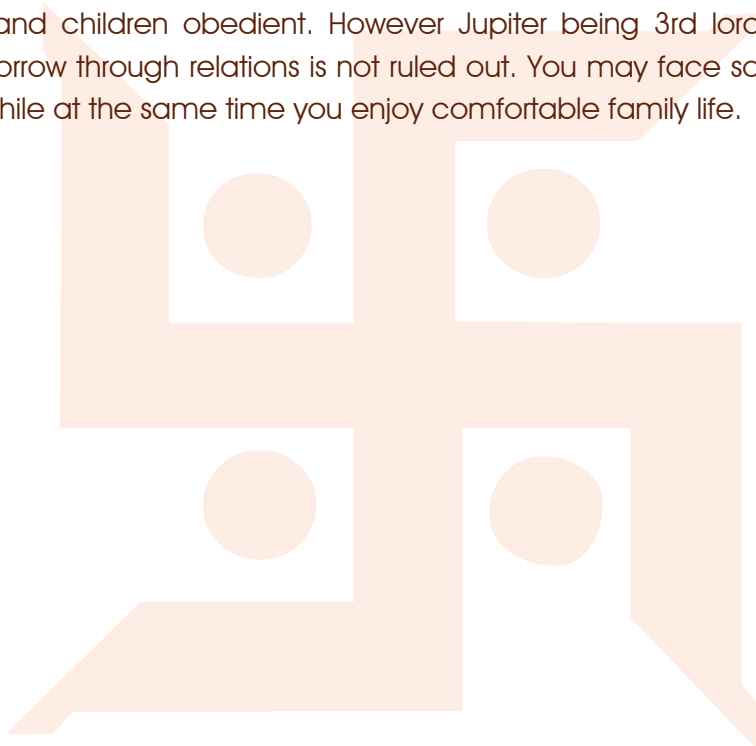 and children obedient. However Jupiter being 3rd lord
orrow through relations is not ruled out. You may face so
hile at the same time you enjoy comfortable family life.